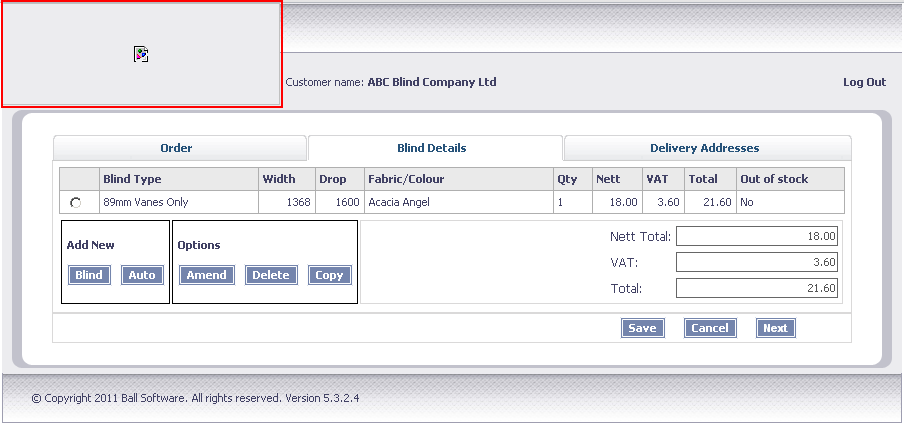 Customer name: ABC Blind Company Ltd Log Out
Order Blind Details Delivery Addresses
Blind Type Width Drop Fabric/Colour Qty Nett VAT Total Out of stock
89mm Vanes Only 1368 1600 Acacia Angel 1 18.00 3.60 21.60 No
Add New Options
Blind Auto Amend Delete Copy
Nett Total: 18.00
VAT: 3.60
Total: 21.60
Save Cancel Next
© Copyright 2011 Ball Software. All rights reserved. Version 5.3.2.4